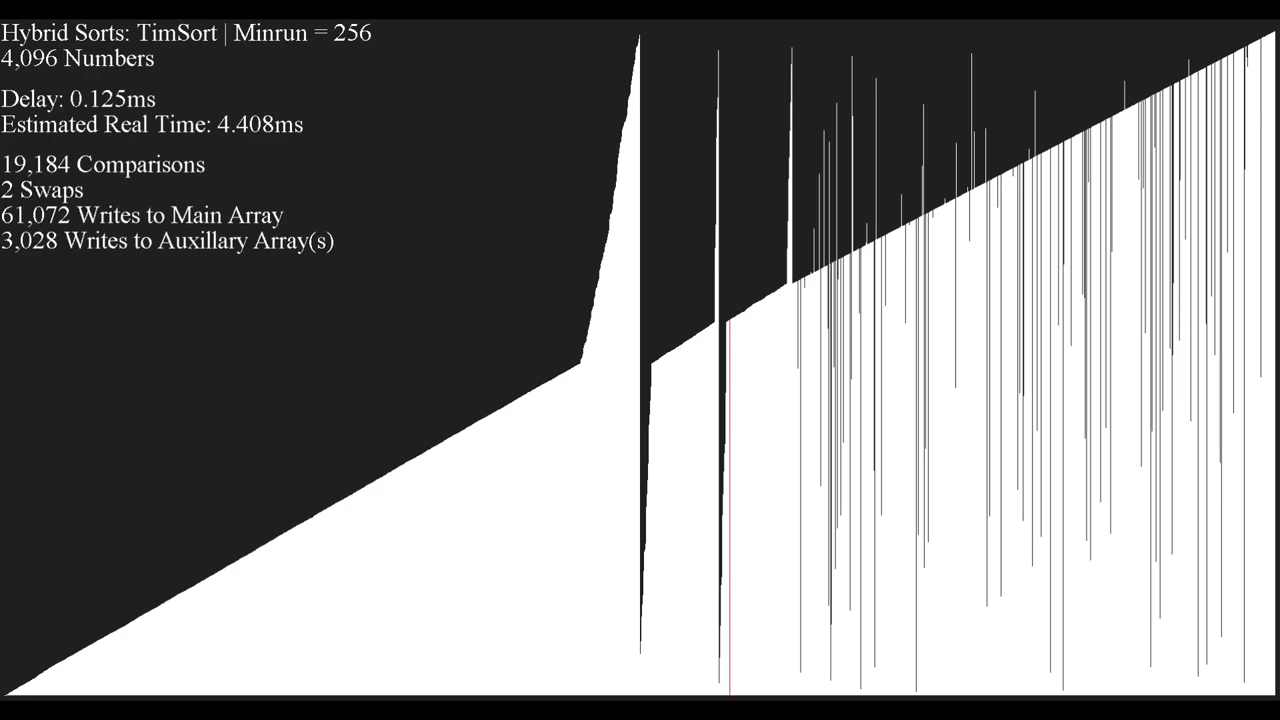 Hybrid Sorts: TimSort | Minrun = 256
4,096 Numbers
Delay: 0.125ms
Estimated Real Time: 4.408ms
19,184 Comparisons
2 Swaps
61,072 Writes to Main Array
3,028 Writes to Auxillary Array(s)